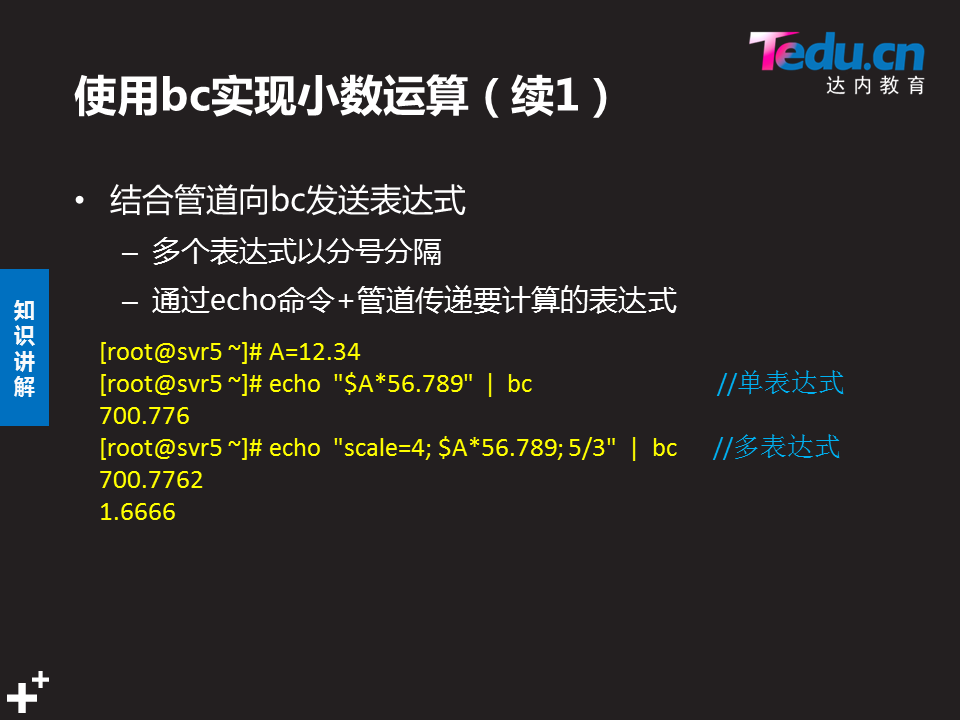 Tedu.cn
达内教育
使用bc实现小数运算（续1）
• 结合管道向bc发送表达式
– 多个表达式以分号分隔
– 通过echo命令+管道传递要计算的表达式
知识讲解
[root@svr5 ~]# A=12.34
[root@svr5 ~]# echo "$A*56.789" | bc //单表达式
700.776
[root@svr5 ~]# echo "scale=4; $A*56.789; 5/3" | bc //多表达式
700.7762
1.6666